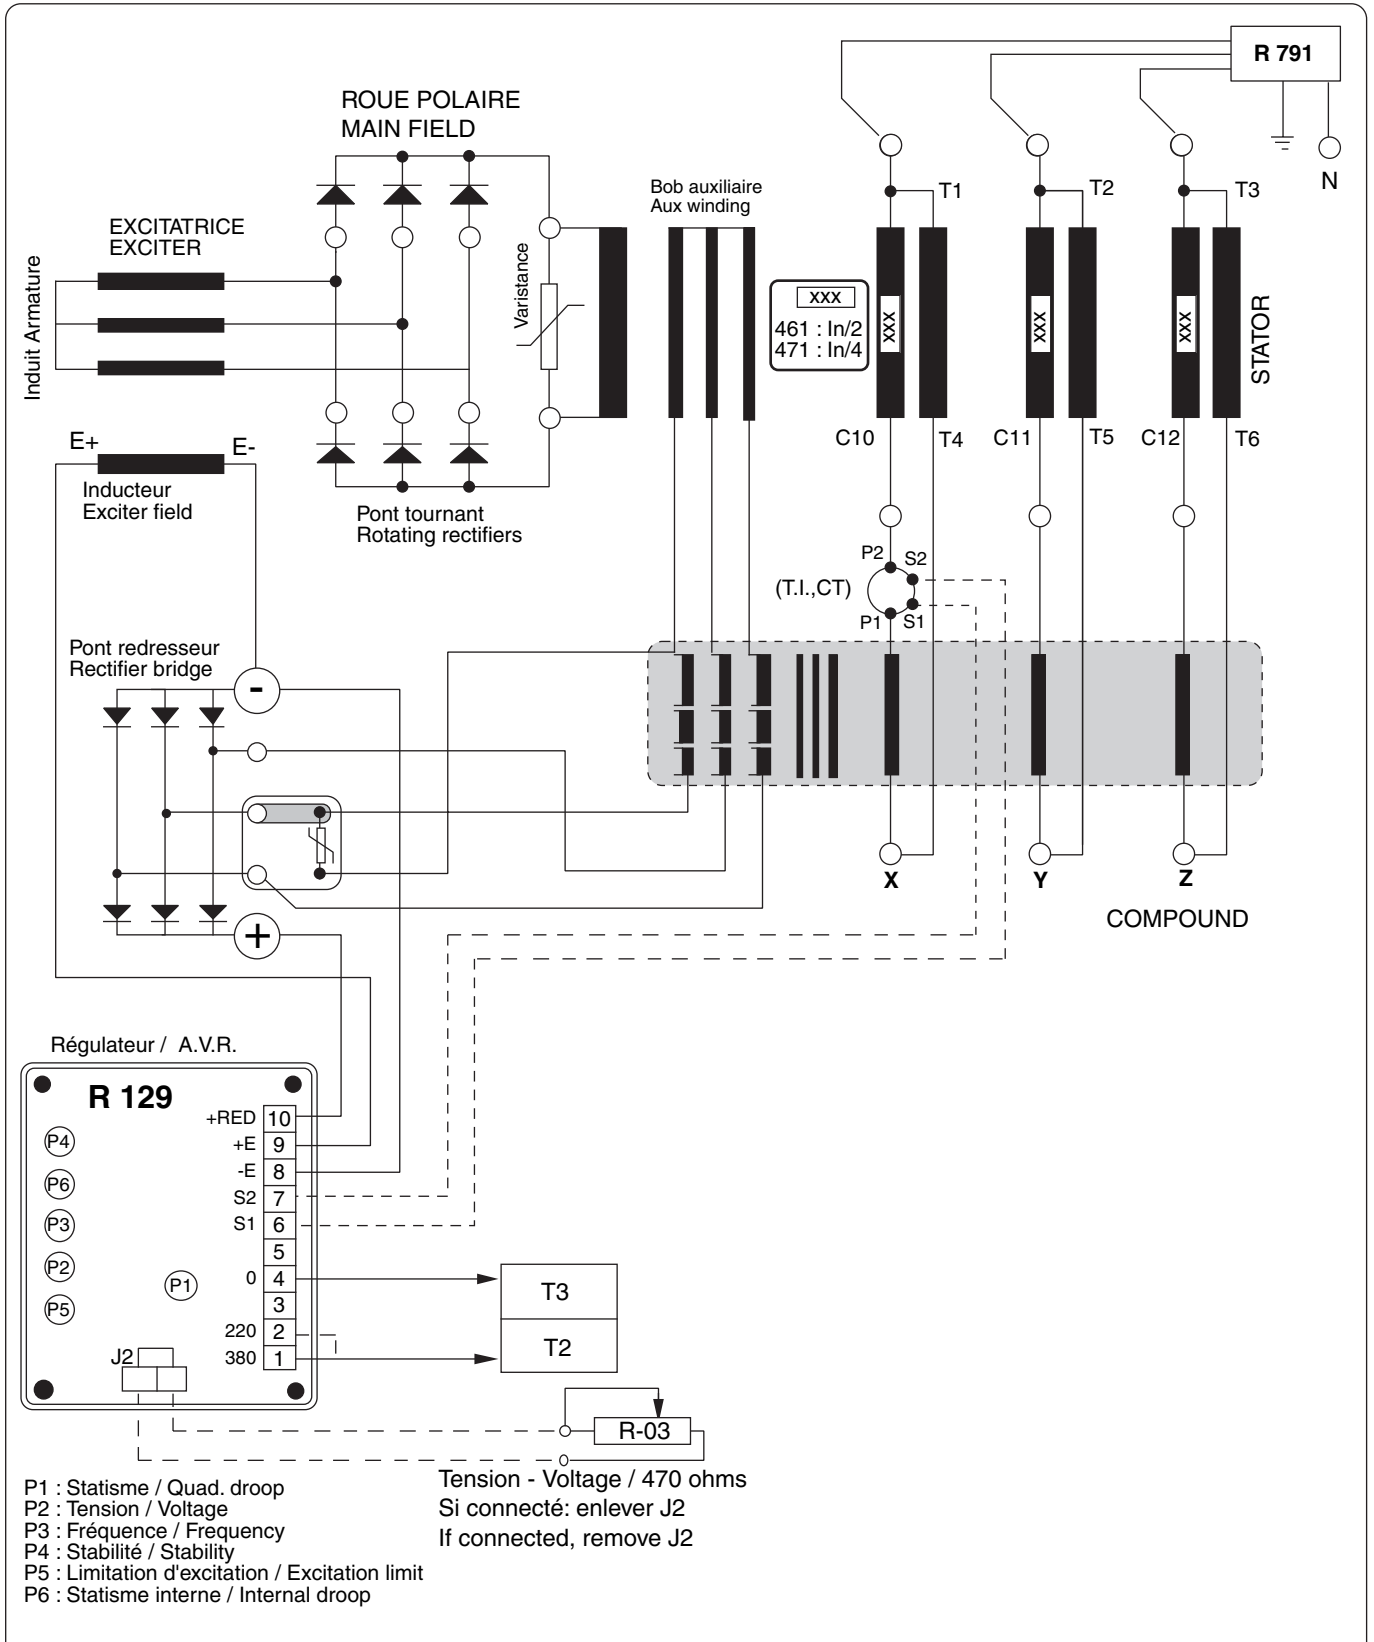 R 791
N
ROUE POLAIRE
MAIN FIELD
Bob auxiliaire
Aux winding
T1
T2
T3
EXCITATRICE
EXCITER
Induit Armature
Varistance
XXX
461 : In/2
471 : In/4
XXX
XXX
XXX
STATOR
E+
E-
Inducteur
Exciter field
Pont tournant
Rotating rectifiers
C10
T4
C11
T5
C12
T6
P2
S2
(T.I.,CT)
P1
S1
Pont redresseur
Rectifier bridge
-
+
X
Y
Z
COMPOUND
Régulateur / A.V.R.
R 129
+RED 10
+E 9
-E 8
S2 7
S1 6
5
0 4
3
220 2
380 1
P4
P6
P3
P2
P5
P1
J2
T3
T2
R-03
Tension - Voltage / 470 ohms
Si connecté: enlever J2
If connected, remove J2
P1 : Statisme / Quad. droop
P2 : Tension / Voltage
P3 : Fréquence / Frequency
P4 : Stabilité / Stability
P5 : Limitation d'excitation / Excitation limit
P6 : Statisme interne / Internal droop